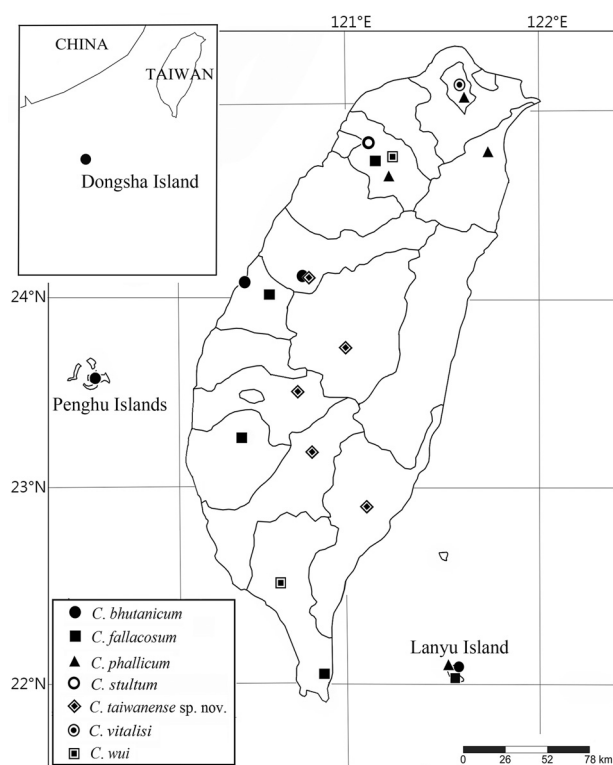 121°E
122°E
CHINA
TAIWAN
Dongsha Island
24°N
Penghu Islands
23°N
C. bhutanicum
C. fallacosum
C. phallicum
C. stultum
C. taiwanense sp. nov.
C. vitalisi
C. wui
Lanyu Island
22°N
0 26 52 78 km